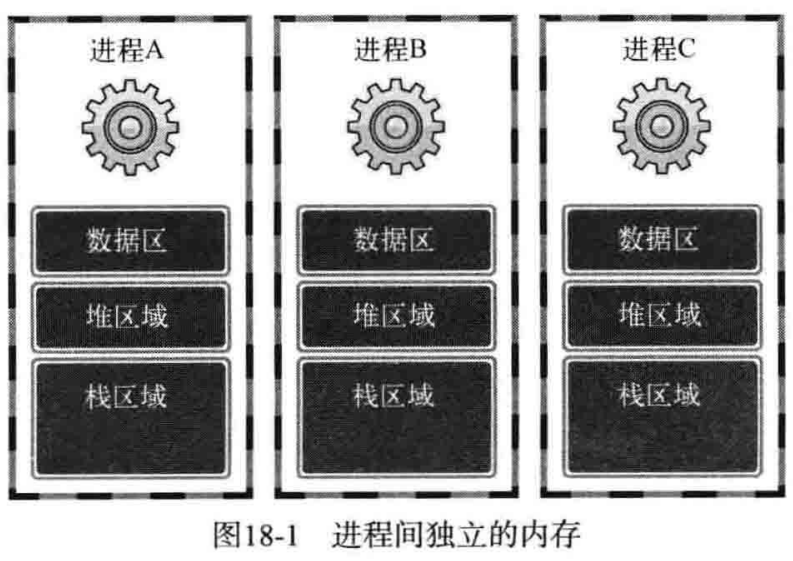 进程A 进程B 进程C
数据区 数据区 数据区
堆区域 堆区域 堆区域
栈区域 栈区域 栈区域
图18-1 进程间独立的内存